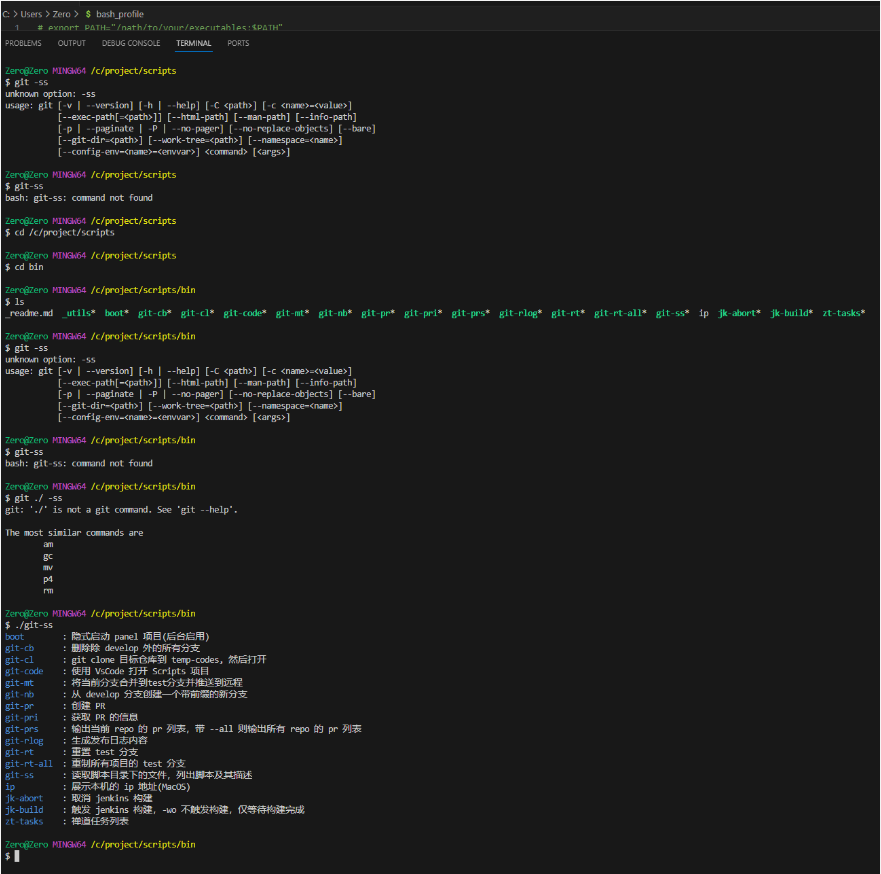 C: > Users > Zero > $ bash_profile
1 # export PATH="/path/to/your/executables:$PATH"
PROBLEMS OUTPUT DEBUG CONSOLE TERMINAL PORTS
Zero@Zero MINGW64 /c/project/scripts
$ git -ss
unknown option: -ss
usage: git [-v | --version] [-h | --help] [-C <path>] [-c <name>=<value>]
[--exec-path[=<path>]] [--html-path] [--man-path] [--info-path]
[-p | --paginate | -P | --no-pager] [--no-replace-objects] [--bare]
[--git-dir=<path>] [--work-tree=<path>] [--namespace=<name>]
[--config-env=<name>=<envvar>] <command> [<args>]
Zero@Zero MINGW64 /c/project/scripts
$ git-ss
bash: git-ss: command not found
Zero@Zero MINGW64 /c/project/scripts
$ cd /c/project/scripts
Zero@Zero MINGW64 /c/project/scripts
$ cd bin
Zero@Zero MINGW64 /c/project/scripts/bin
$ ls
_readme.md _utils* boot* git-cb* git-cl* git-code* git-mt* git-nb* git-pr* git-pri* git-prs* git-rlog* git-rt* git-rt-all* git-ss* ip jk-abort* jk-build* zt-tasks*
Zero@Zero MINGW64 /c/project/scripts/bin
$ git -ss
unknown option: -ss
usage: git [-v | --version] [-h | --help] [-C <path>] [-c <name>=<value>]
[--exec-path[=<path>]] [--html-path] [--man-path] [--info-path]
[-p | --paginate | -P | --no-pager] [--no-replace-objects] [--bare]
[--git-dir=<path>] [--work-tree=<path>] [--namespace=<name>]
[--config-env=<name>=<envvar>] <command> [<args>]
Zero@Zero MINGW64 /c/project/scripts/bin
$ git-ss
bash: git-ss: command not found
Zero@Zero MINGW64 /c/project/scripts/bin
$ git ./ -ss
git: './' is not a git command. See 'git --help'.
The most similar commands are
am
gc
mv
p4
rm
Zero@Zero MINGW64 /c/project/scripts/bin
$ ./git-ss
boot : 隐式启动 panel 项目(后台启用)
git-cb : 删除除 develop 外的所有分支
git-cl : git clone 目标仓库到 temp-codes, 然后打开
git-code : 使用 VsCode 打开 Scripts 项目
git-mt : 将当前分支合并到test分支并推送到远程
git-nb : 从 develop 分支创建一个带前缀的新分支
git-pr : 创建 PR
git-pri : 获取 PR 的信息
git-prs : 输出当前 repo 的 pr 列表, 带 --all 则输出所有 repo 的 pr 列表
git-rlog : 生成发布日志内容
git-rt : 重置 test 分支
git-rt-all : 重制所有项目的 test 分支
git-ss : 读取脚本目录下的文件, 列出脚本及其描述
ip : 展示本机的 ip 地址(MacOS)
jk-abort : 取消 jenkins 构建
jk-build : 触发 jenkins 构建, -wo 不触发构建, 仅等待构建完成
zt-tasks : 禅道任务列表
Zero@Zero MINGW64 /c/project/scripts/bin
$